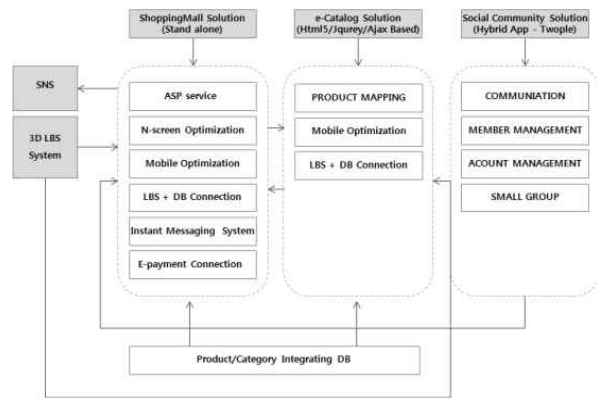 ShoppingMall Solution
(Stand alone)
e-Catalog Solution
(Html5/Jqurey/Ajax Based)
Social Community Solution
(Hybrid App – Twople)
SNS
3D LBS
System
ASP service
N-screen Optimization
Mobile Optimization
LBS + DB Connection
Instant Messaging System
E-payment Connection
PRODUCT MAPPING
Mobile Optimization
LBS + DB Connection
COMMUNIATION
MEMBER MANAGEMENT
ACOUNT MANAGEMENT
SMALL GROUP
Product/Category Integrating DB